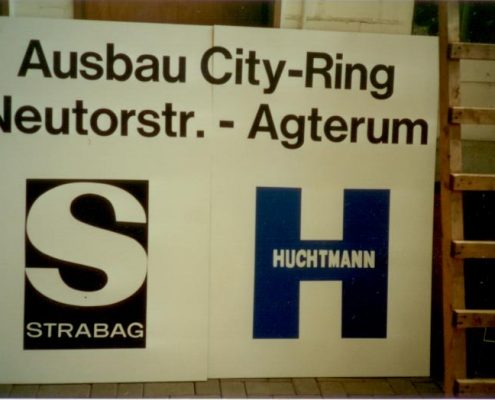 Ausbau City-Ring
Neutorstr. - Agterum
S
STRABAG
H
HUCHTMANN